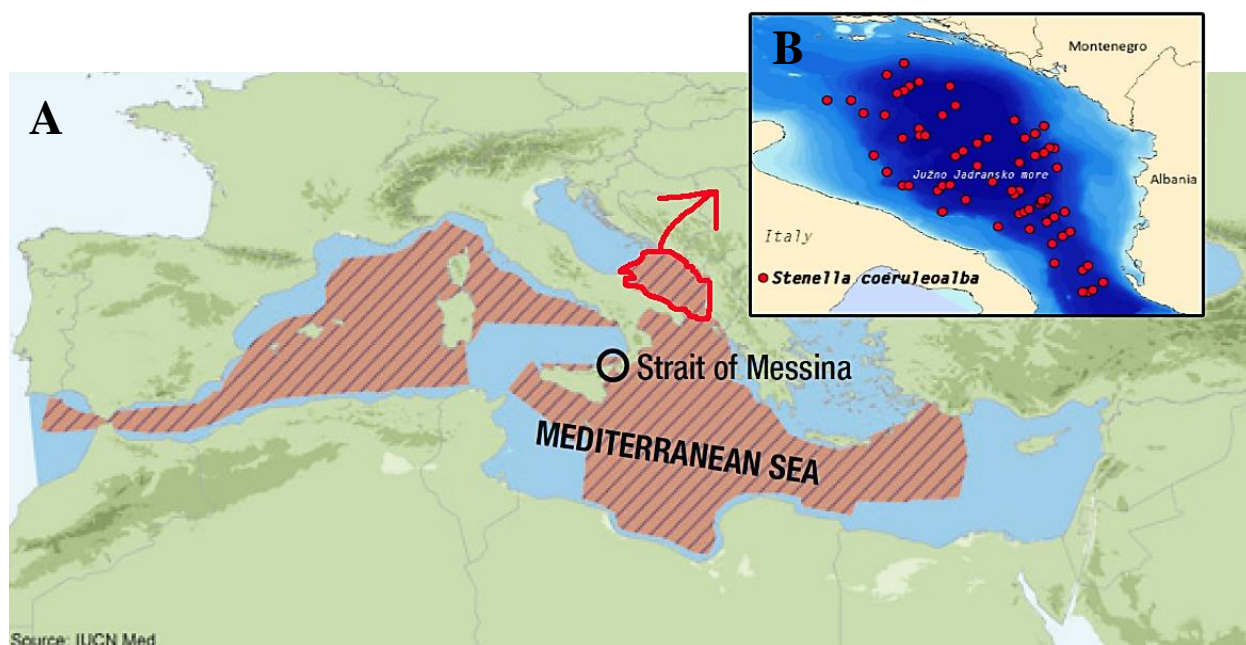 A
B
Montenegro
Albania
Južno Jadransko more
Italy
Stenella coeruleoalba
Strait of Messina
MEDITERRANEAN SEA
Source: IUCN Med